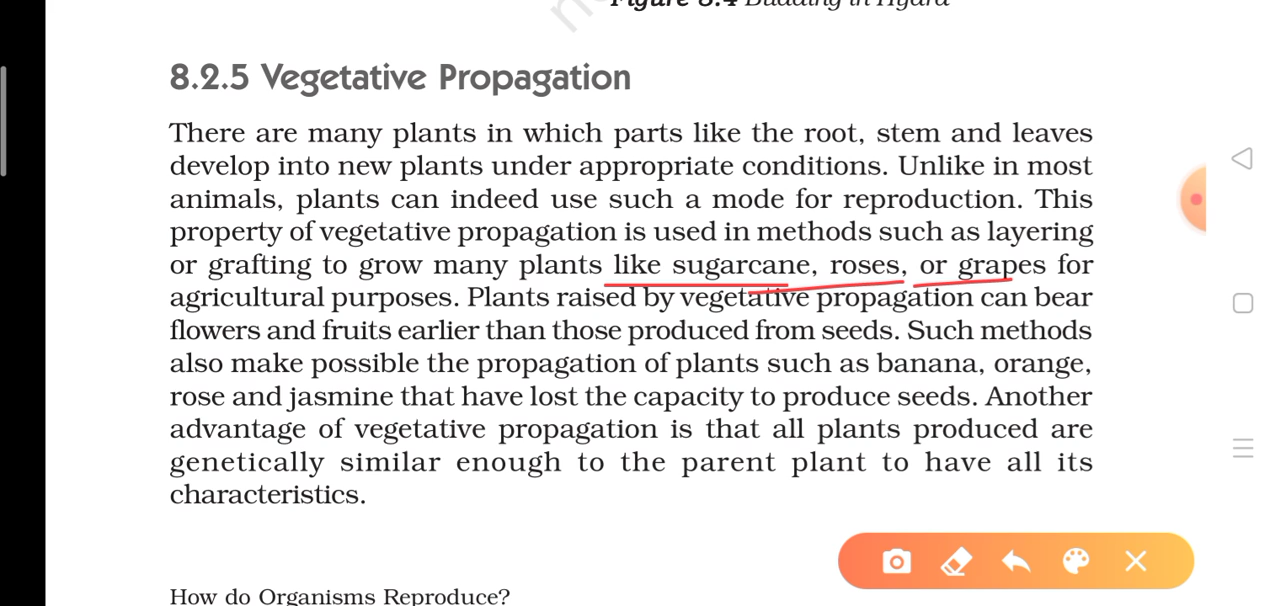 Figure 8.4 Budding in Hydra
8.2.5 Vegetative Propagation
There are many plants in which parts like the root, stem and leaves
develop into new plants under appropriate conditions. Unlike in most
animals, plants can indeed use such a mode for reproduction. This
property of vegetative propagation is used in methods such as layering
or grafting to grow many plants like sugarcane, roses, or grapes for
agricultural purposes. Plants raised by vegetative propagation can bear
flowers and fruits earlier than those produced from seeds. Such methods
also make possible the propagation of plants such as banana, orange,
rose and jasmine that have lost the capacity to produce seeds. Another
advantage of vegetative propagation is that all plants produced are
genetically similar enough to the parent plant to have all its
characteristics.
How do Organisms Reproduce?